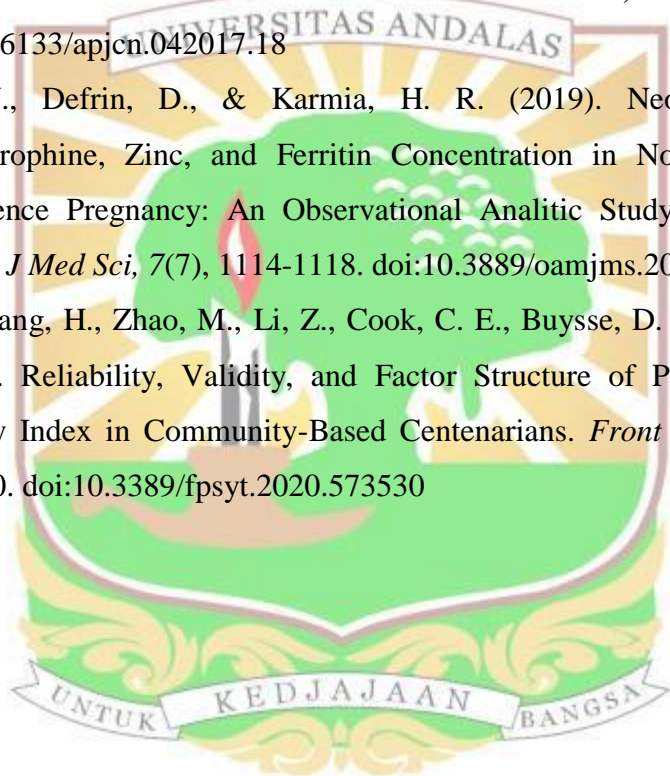 UNIVERSITAS ANDALAS
6133/apjcn.042017.18
., Defrin, D., & Karmia, H. R. (2019). Neo
rophine, Zinc, and Ferritin Concentration in No
ence Pregnancy: An Observational Analitic Study
J Med Sci, 7(7), 1114-1118. doi:10.3889/oamjms.20
ang, H., Zhao, M., Li, Z., Cook, C. E., Buysse, D.
. Reliability, Validity, and Factor Structure of P
y Index in Community-Based Centenarians. Front
0. doi:10.3389/fpsyt.2020.573530
UNTUK KEDJAJAAN BANGSA